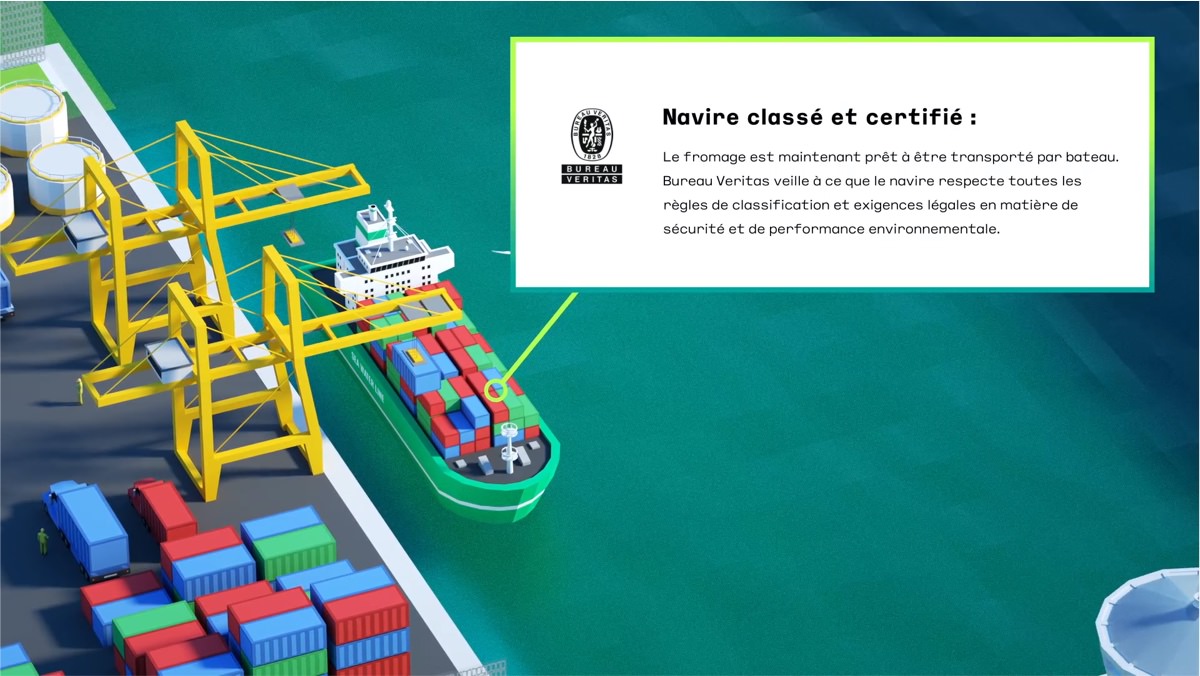 Navire classé et certifié :
Le fromage est maintenant prêt à être transporté par bateau.
Bureau Veritas veille à ce que le navire respecte toutes les
règles de classification et exigences légales en matière de
sécurité et de performance environnementale.
BUREAU VERITAS
1828
BUREAU
VERITAS